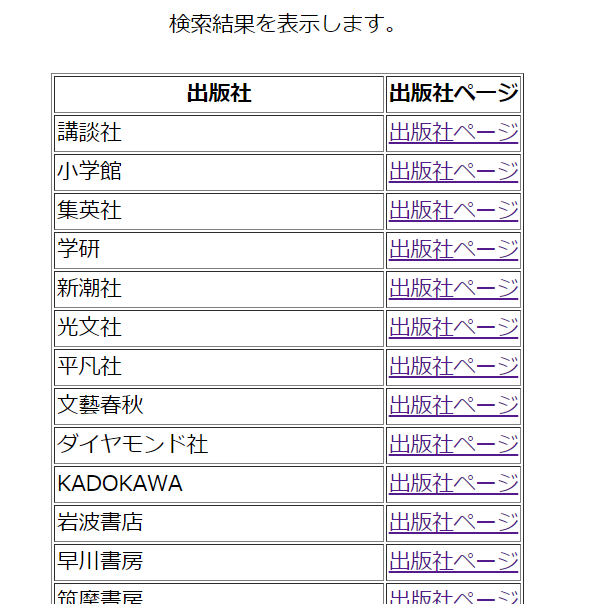 検索結果を表示します。
出版社 出版社ページ
講談社 出版社ページ
小学館 出版社ページ
集英社 出版社ページ
学研 出版社ページ
新潮社 出版社ページ
光文社 出版社ページ
平凡社 出版社ページ
文藝春秋 出版社ページ
ダイヤモンド社 出版社ページ
KADOKAWA 出版社ページ
岩波書店 出版社ページ
早川書房 出版社ページ
筑摩書房 出版社ページ